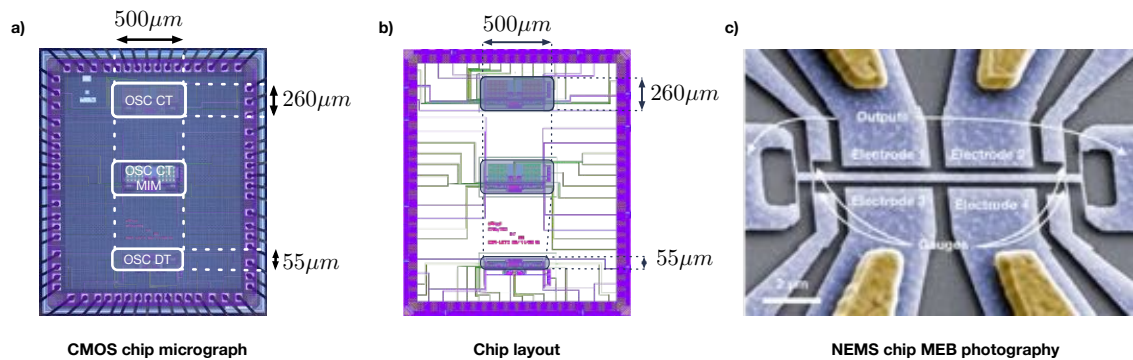 a)
500μm
OSC CT
260μm
OSC CT
MIM
OSC DT
55μm
CMOS chip micrograph
b)
500μm
260μm
55μm
Chip layout
c)
Outputs
Electrode 1
Electrode 2
Electrode 3
Electrode 4
Gauges
2 μm
NEMS chip MEB photography